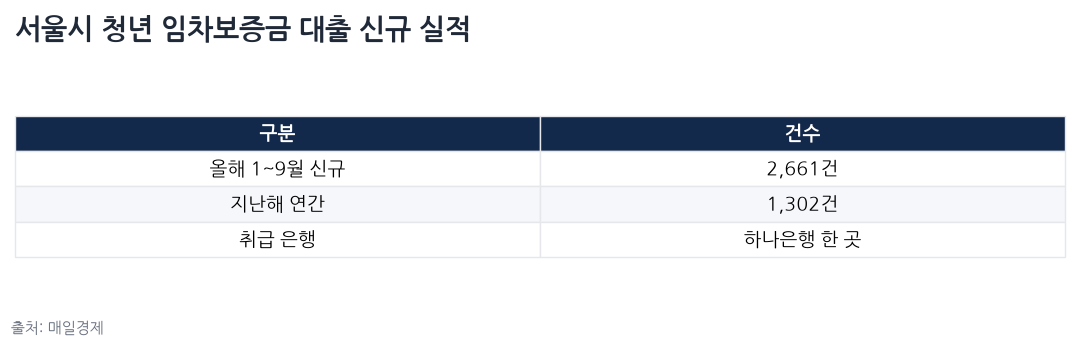 서울시 청년 임차보증금 대출 신규 실적
구분 건수
올해 1~9월 신규 2,661건
지난해 연간 1,302건
취급 은행 하나은행 한 곳
출처: 매일경제